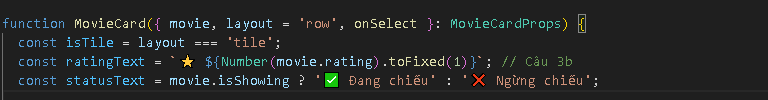 function MovieCard({ movie, layout = 'row', onSelect }: MovieCardProps) {
const isTile = layout === 'tile';
const ratingText = `⭐ ${Number(movie.rating).toFixed(1)}`; // Câu 3b
const statusText = movie.isShowing ? '✅ Đang chiếu' : '❌ Ngừng chiếu';